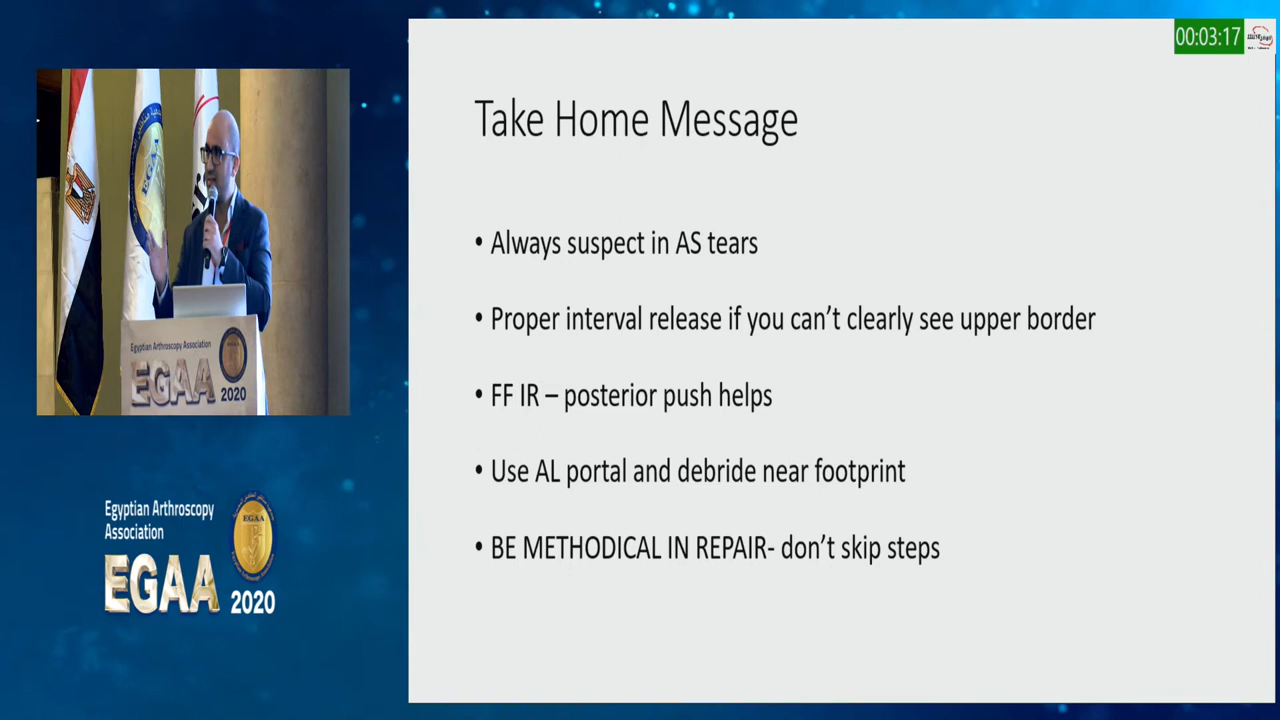 00:03:17
Take Home Message
• Always suspect in AS tears
• Proper interval release if you can’t clearly see upper border
• FF IR – posterior push helps
• Use AL portal and debride near footprint
• BE METHODICAL IN REPAIR- don’t skip steps
EGAA
Egyptian Arthroscopy Association
EGAA
2020
Egyptian Arthroscopy
Association
EGAA
EGAA
2020